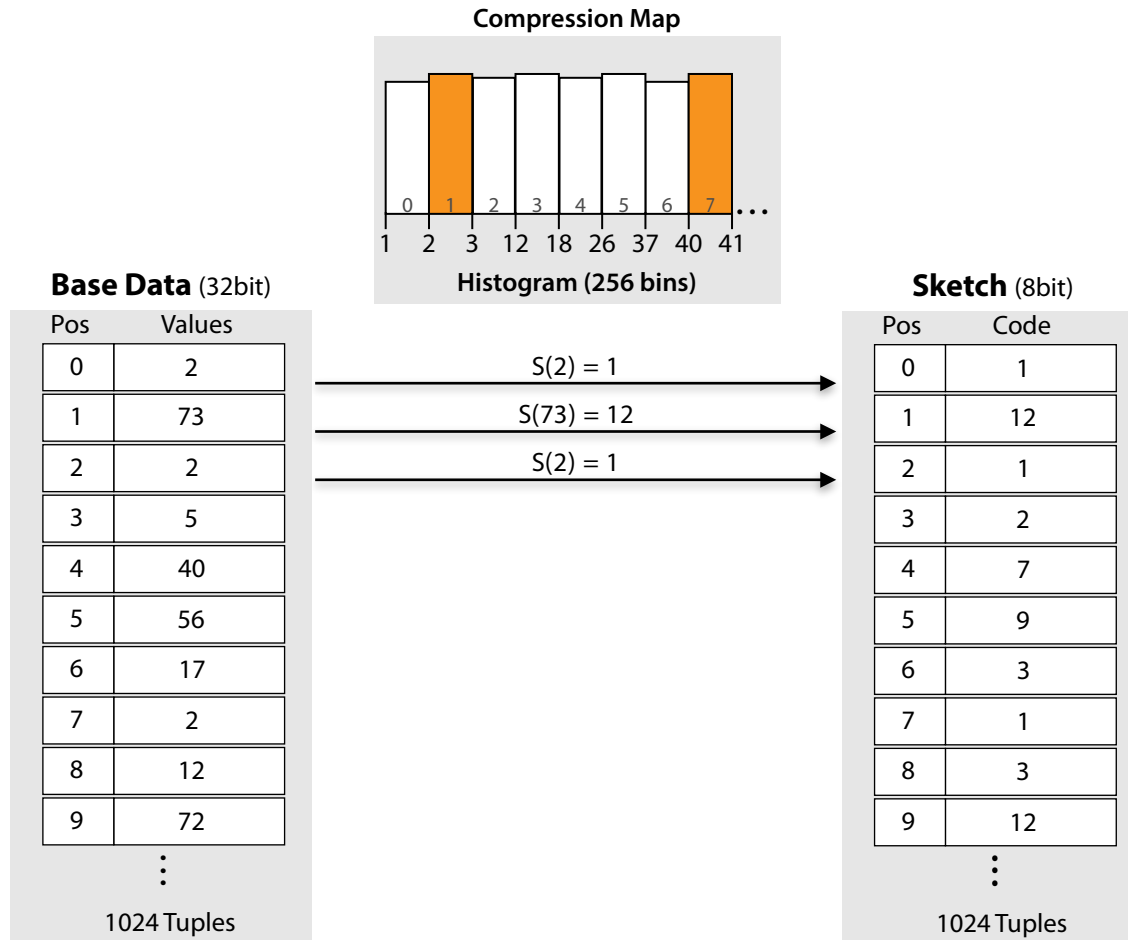 Compression Map
0 1 2 3 4 5 6 7 ...
1 2 3 12 18 26 37 40 41
Histogram (256 bins)
Base Data (32bit)
Pos Values
0 2
1 73
2 2
3 5
4 40
5 56
6 17
7 2
8 12
9 72
⋮
1024 Tuples
S(2) = 1
S(73) = 12
S(2) = 1
Sketch (8bit)
Pos Code
0 1
1 12
2 1
3 2
4 7
5 9
6 3
7 1
8 3
9 12
⋮
1024 Tuples